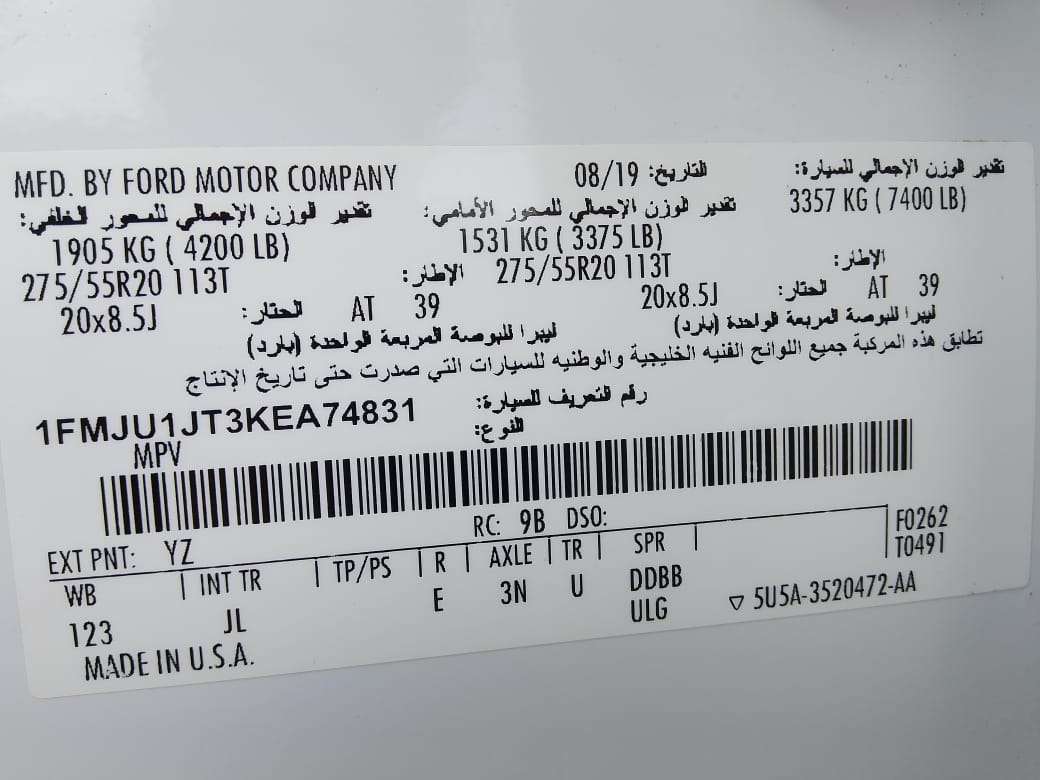 MFD. BY FORD MOTOR COMPANY 08/19 التاريخ: تقدير الوزن الإجمالي للسيارة:
تقدير الوزن الإجمالي للمحور الخلفي: تقدير الوزن الإجمالي للمحور الأمامي: 3357 KG ( 7400 LB)
1905 KG ( 4200 LB) 1531 KG ( 3375 LB)
275/55R20 113T الإطار: 275/55R20 113T الإطار:
20x8.5J الحتار: AT 39 20x8.5J الحتار: AT 39
ليبرا للبوصة المربعة الواحدة (بارد) ليبرا للبوصة المربعة الواحدة (بارد)
تطابق هذه المركبة جميع اللوائح الفنيه الخليجية والوطنيه للسيارات التي صدرت حتى تاريخ الإنتاج
1FMJU1JT3KEA74831 رقم التعريف للسيارة:
MPV النوع:
EXT PNT: YZ RC: 9B DSO:
WB | INT TR | TP/PS | R | AXLE | TR | SPR | F0262
T0491
123 JL E 3N U DDBB
ULG ▽ 5U5A-3520472-AA
MADE IN U.S.A.